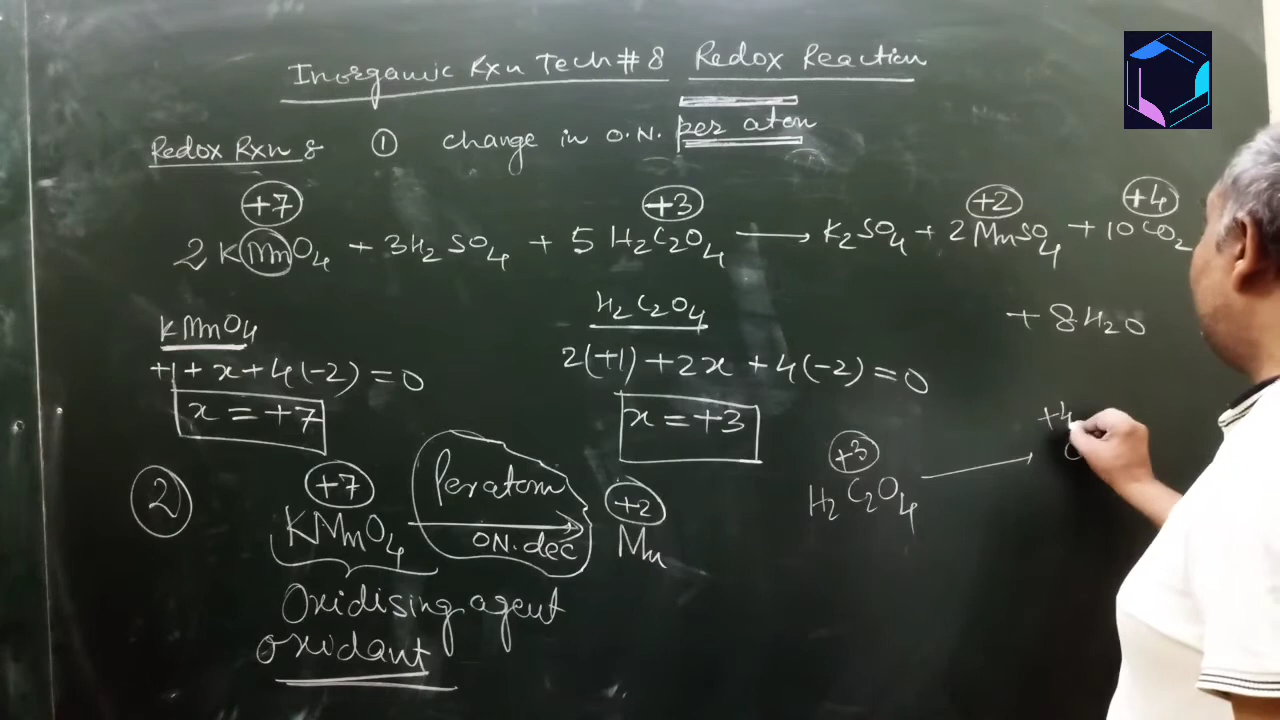 Inorganic Rxn Tech # 8 Redox Reaction
Redox Rxn 8 ① change in O.N. per atom
+7 +3 +2 +4
2 KMnO4 + 3H2SO4 + 5 H2C2O4 → K2SO4 + 2 MnSO4 + 10 CO2
+ 8H2O
KMnO4
+1 + x + 4(-2) = 0
x = +7
H2C2O4
2(+1) + 2x + 4(-2) = 0
x = +3
②
+7
KMnO4
Per atom
→
ON. dec
+2
Mn
Oxidising agent
oxidant
+3
H2C2O4 →
+4